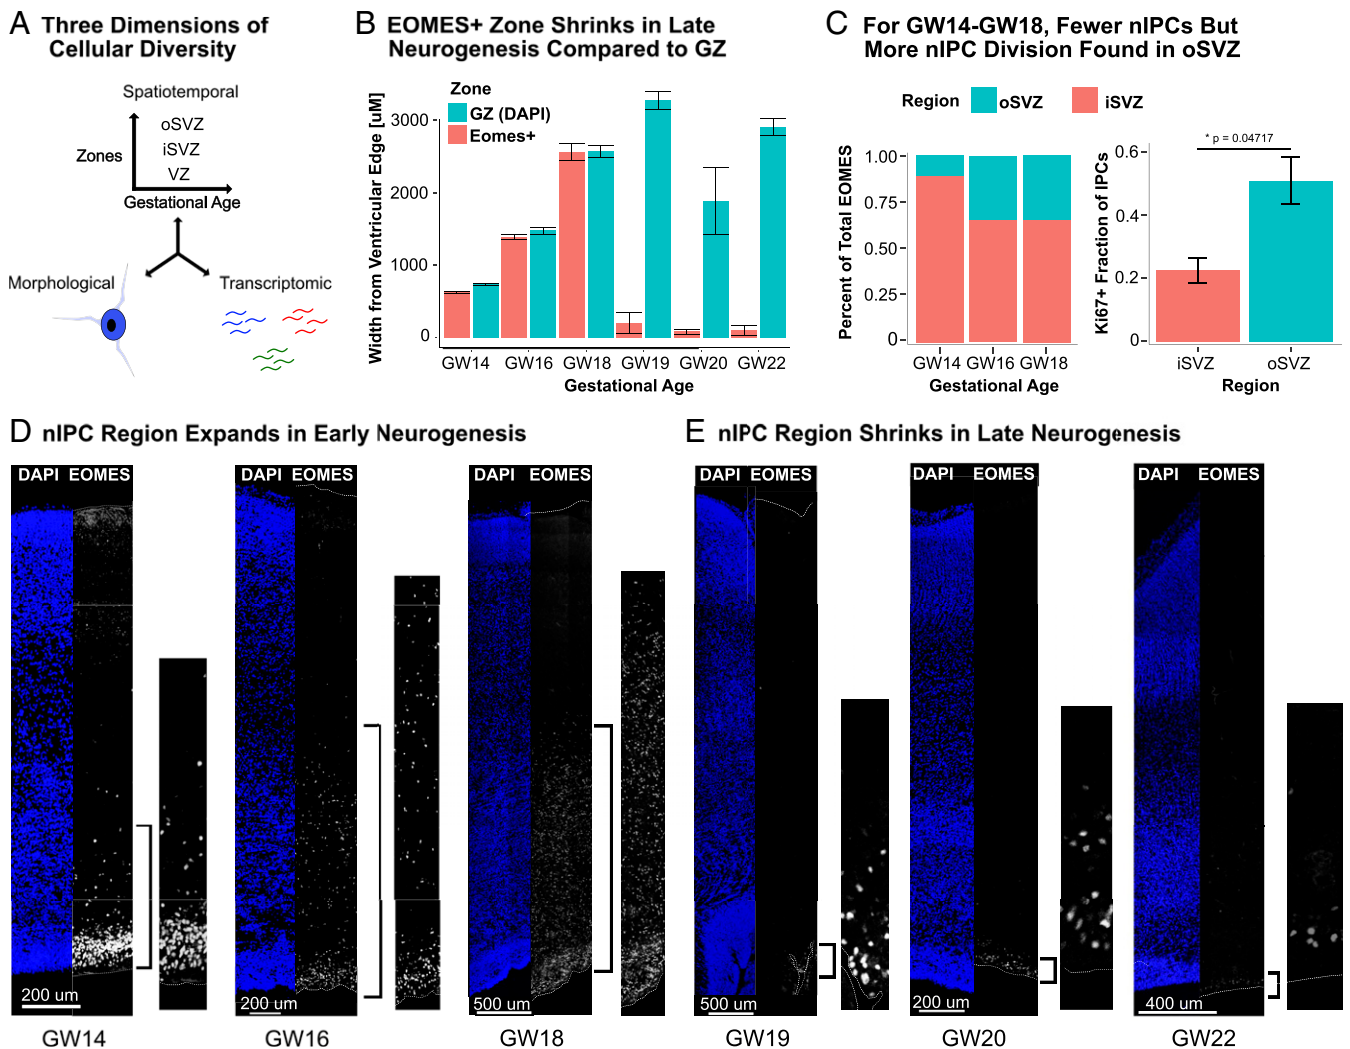 A Three Dimensions of
Cellular Diversity
Spatiotemporal
Zones
oSVZ
iSVZ
VZ
Gestational Age
Morphological
Transcriptomic
B EOMES+ Zone Shrinks in Late
Neurogenesis Compared to GZ
Zone
GZ (DAPI)
Eomes+
Width from Ventricular Edge [uM]
3000
2000
1000
0
GW14 GW16 GW18 GW19 GW20 GW22
Gestational Age
C For GW14-GW18, Fewer nIPCs But
More nIPC Division Found in oSVZ
Region oSVZ iSVZ
Percent of Total EOMES
1.00
0.75
0.50
0.25
0
GW14 GW16 GW18
Gestational Age
Ki67+ Fraction of IPCs
* p = 0.04717
0.6
0.4
0.2
0
iSVZ oSVZ
Region
D nIPC Region Expands in Early Neurogenesis
DAPI EOMES
200 um
GW14
DAPI EOMES
200 um
GW16
DAPI EOMES
500 um
GW18
E nIPC Region Shrinks in Late Neurogenesis
DAPI EOMES
500 um
GW19
DAPI EOMES
200 um
GW20
DAPI EOMES
400 um
GW22